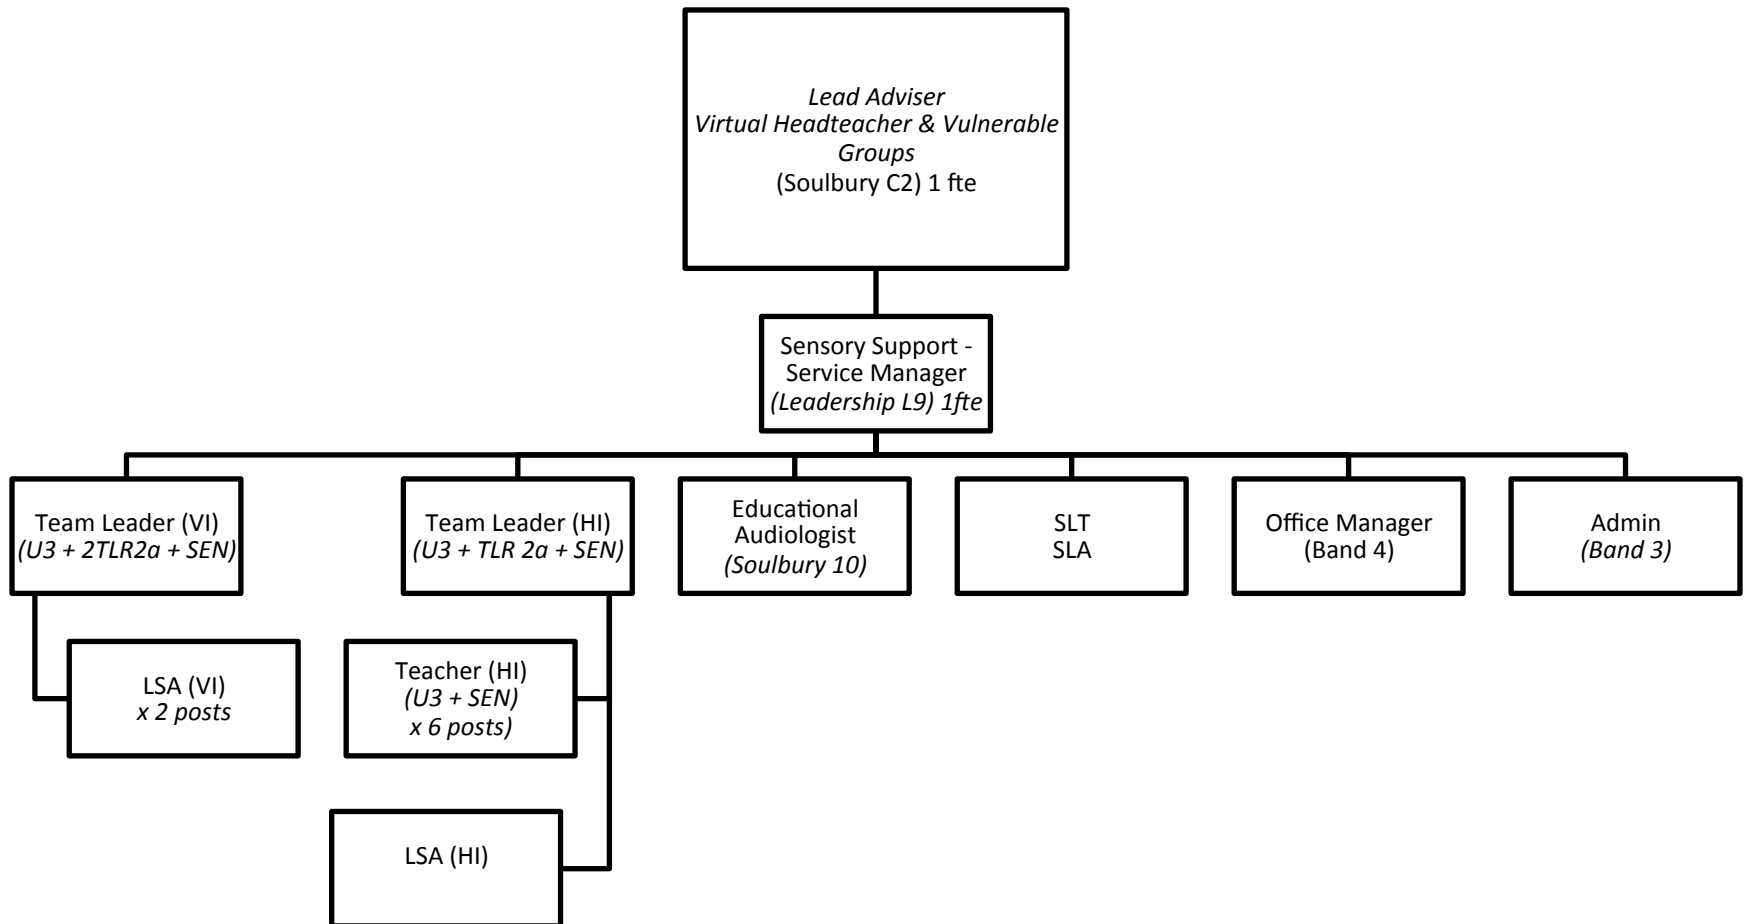 Lead Adviser
Virtual Headteacher & Vulnerable
Groups
(Soulbury C2) 1 fte
Sensory Support -
Service Manager
(Leadership L9) 1fte
Team Leader (VI)
(U3 + 2TLR2a + SEN)
Team Leader (HI)
(U3 + TLR 2a + SEN)
Educational
Audiologist
(Soulbury 10)
SLT
SLA
Office Manager
(Band 4)
Admin
(Band 3)
LSA (VI)
x 2 posts
Teacher (HI)
(U3 + SEN)
x 6 posts)
LSA (HI)